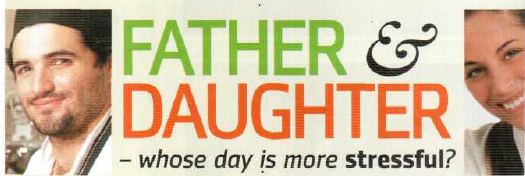 FATHER &
DAUGHTER
– whose day is more stressful?